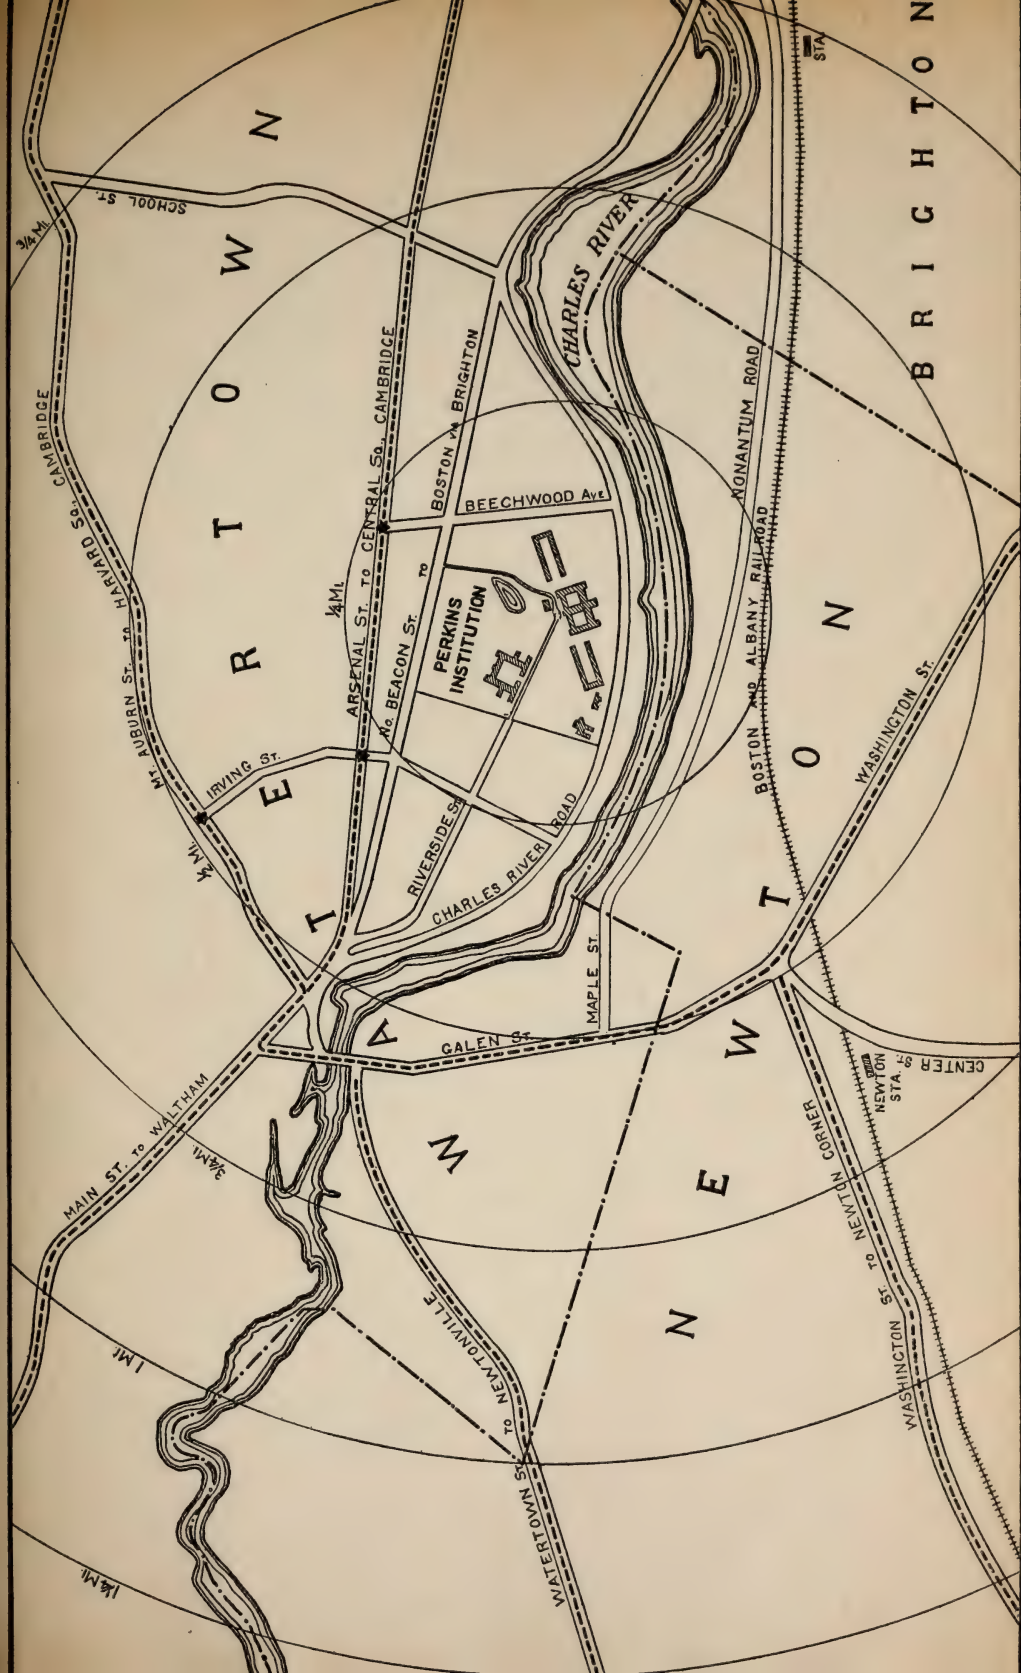 WATERTOWN
NEWTON
BRIGHTON
STA.
SCHOOL ST.
3/4 MI.
CHARLES RIVER
MT. AUBURN ST. TO HARVARD SQ., CAMBRIDGE
ARSENAL ST. TO CENTRAL SQ., CAMBRIDGE
No. BEACON ST. TO BOSTON VIA BRIGHTON
BEECHWOOD AVE
NONANTUM ROAD
BOSTON AND ALBANY RAILROAD
1/4 MI.
PERKINS
INSTITUTION
IRVING ST.
1/2 MI.
RIVERSIDE ST.
CHARLES RIVER ROAD
MAPLE ST.
GALEN ST.
WASHINGTON ST.
CENTER ST.
NEWTON
STA.
MAIN ST. TO WALTHAM
3/4 MI.
WASHINGTON ST. TO NEWTON CORNER
WATERTOWN ST. TO NEWTONVILLE
1 MI.
1 1/4 MI.